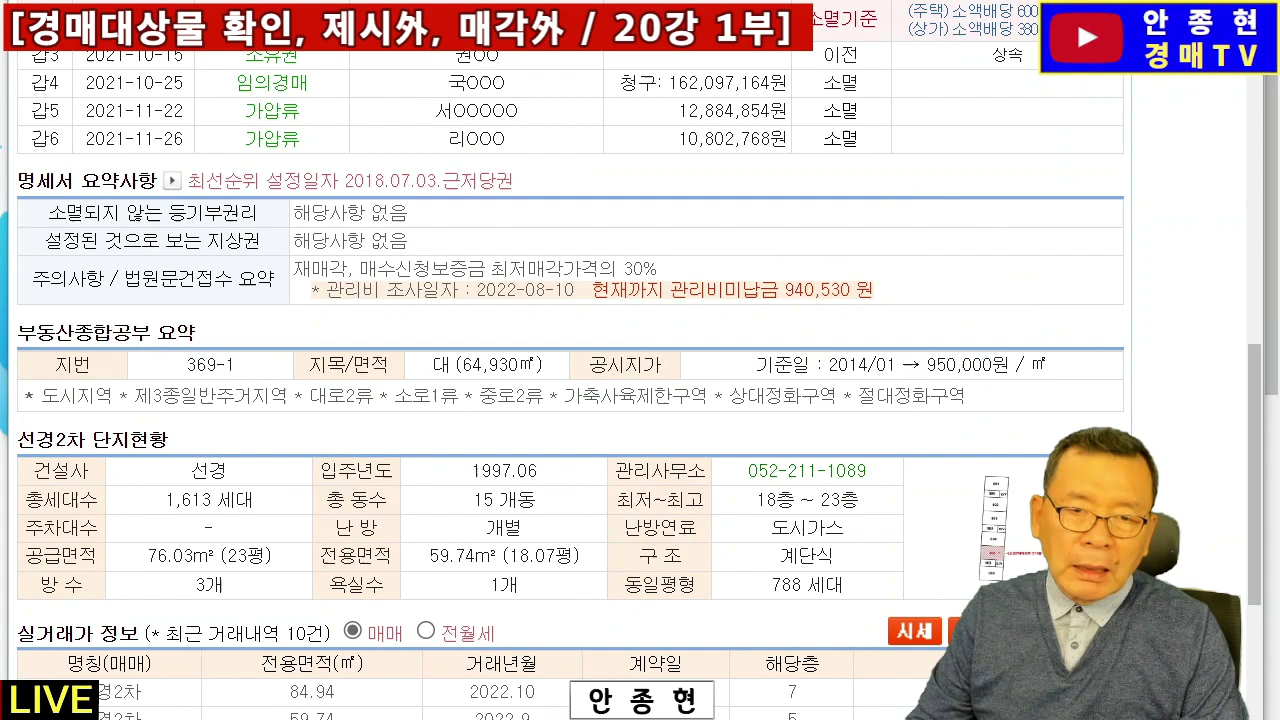 [경매대상물 확인, 제시外, 매각外 / 20강 1부]
소멸기준 (주택) 소액배당 600
(상가) 소액배당 380
안 종 현
경매TV
갑3 2021-10-15 소유권 권OO 이전 상속
갑4 2021-10-25 임의경매 국OOO 청구: 162,097,164원 소멸
갑5 2021-11-22 가압류 서OOOOO 12,884,854원 소멸
갑6 2021-11-26 가압류 리OOO 10,802,768원 소멸
명세서 요약사항 최선순위 설정일자 2018.07.03.근저당권
소멸되지 않는 등기부권리 해당사항 없음
설정된 것으로 보는 지상권 해당사항 없음
주의사항 / 법원문건접수 요약 재매각, 매수신청보증금 최저매각가격의 30%
* 관리비 조사일자 : 2022-08-10 현재까지 관리비미납금 940,530 원
부동산종합공부 요약
지번 369-1 지목/면적 대 (64,930㎡) 공시지가 기준일 : 2014/01 → 950,000원 / ㎡
* 도시지역 * 제3종일반주거지역 * 대로2류 * 소로1류 * 중로2류 * 가축사육제한구역 * 상대정화구역 * 절대정화구역
선경2차 단지현황
건설사 선경 입주년도 1997.06 관리사무소 052-211-1089
총세대수 1,613 세대 총 동수 15 개동 최저~최고 18층 ~ 23층
주차대수 - 난 방 개별 난방연료 도시가스
공급면적 76.03m² (23평) 전용면적 59.74m² (18.07평) 구 조 계단식
방 수 3개 욕실수 1개 동일평형 788 세대
실거래가 정보 (* 최근 거래내역 10건) 매매 전월세 시세
명칭(매매) 전용면적(㎡) 거래년월 계약일 해당층
경2차 84.94 2022.10 7
경2차 59.74 2022.9 5
LIVE
안 종 현